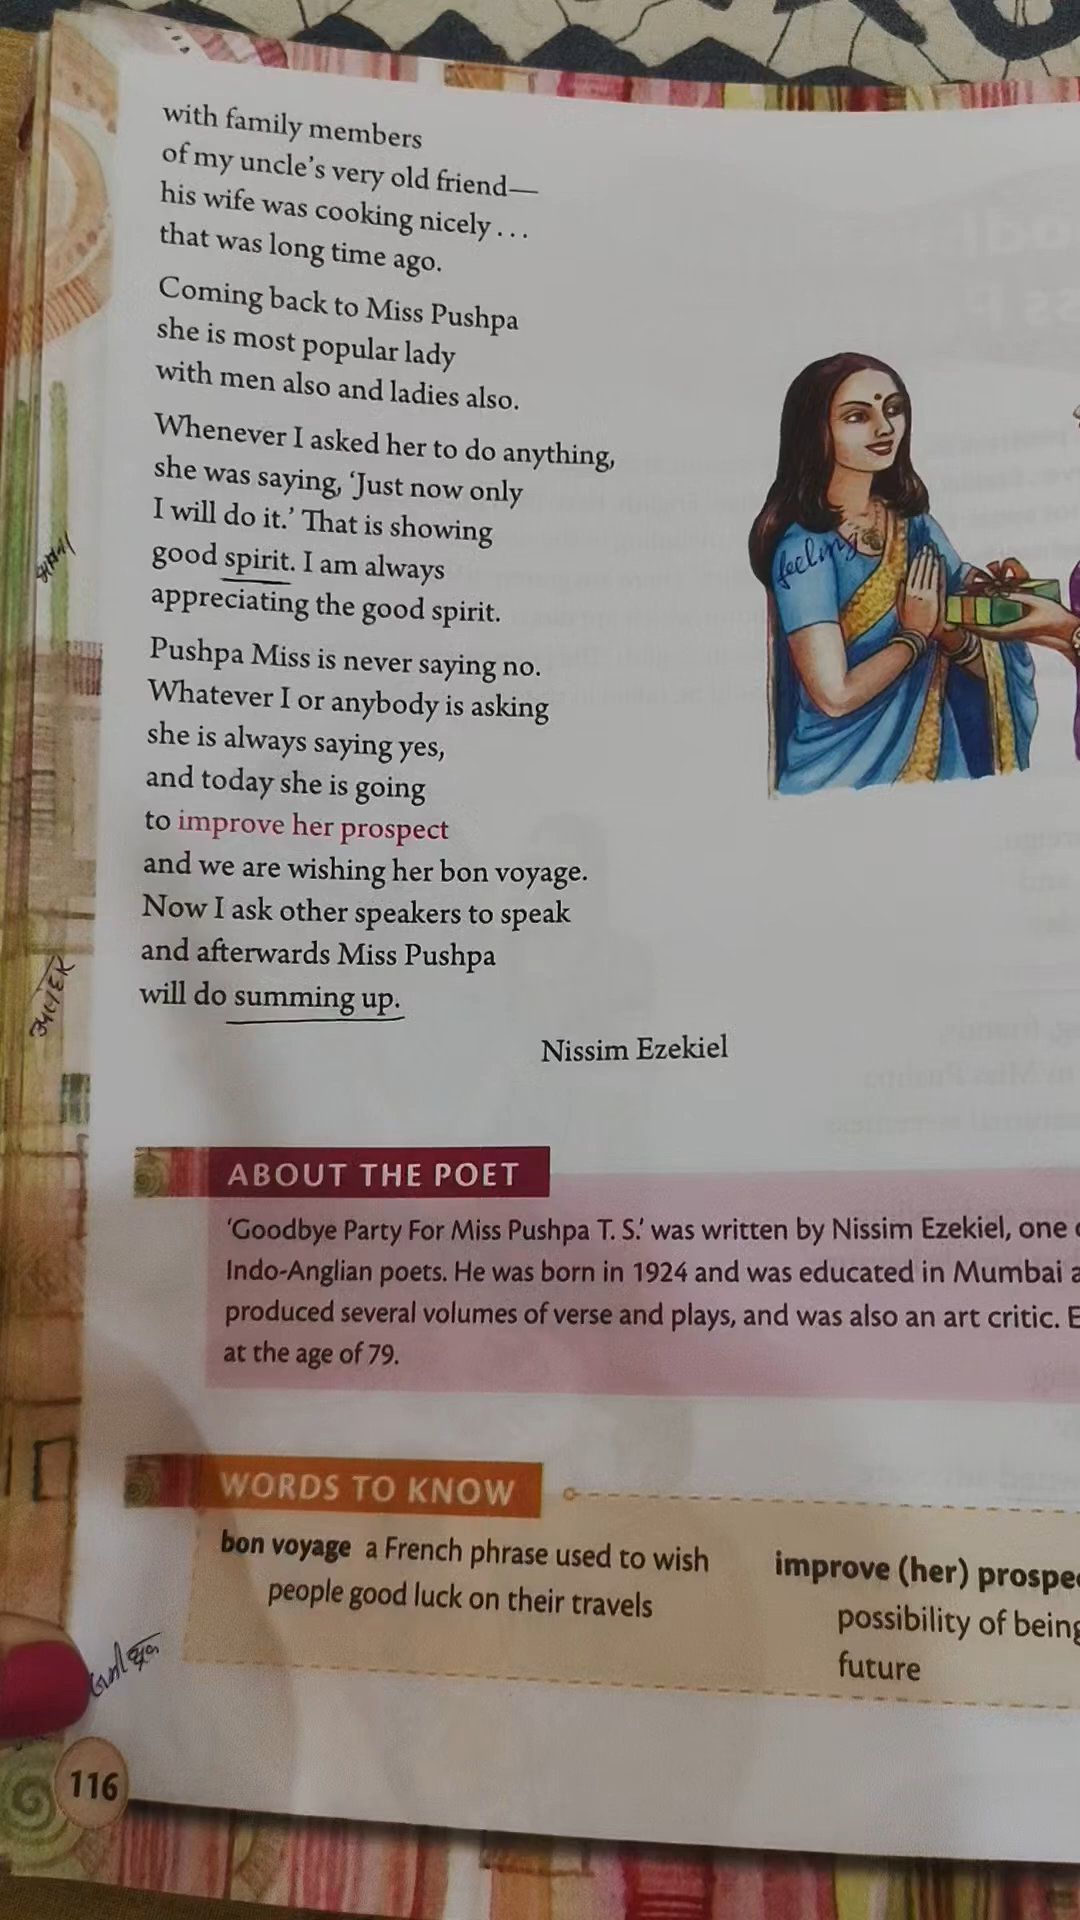 with family members
of my uncle's very old friend—
his wife was cooking nicely . . .
that was long time ago.
Coming back to Miss Pushpa
she is most popular lady
with men also and ladies also.
Whenever I asked her to do anything,
she was saying, 'Just now only
I will do it.' That is showing
good spirit. I am always
appreciating the good spirit.
Pushpa Miss is never saying no.
Whatever I or anybody is asking
she is always saying yes,
and today she is going
to improve her prospect
and we are wishing her bon voyage.
Now I ask other speakers to speak
and afterwards Miss Pushpa
will do summing up.
Nissim Ezekiel
feeling
ABOUT THE POET
'Goodbye Party For Miss Pushpa T. S.' was written by Nissim Ezekiel, one
Indo-Anglian poets. He was born in 1924 and was educated in Mumbai
produced several volumes of verse and plays, and was also an art critic.
at the age of 79.
WORDS TO KNOW
bon voyage a French phrase used to wish
people good luck on their travels
improve (her)
possibility of being
future
116